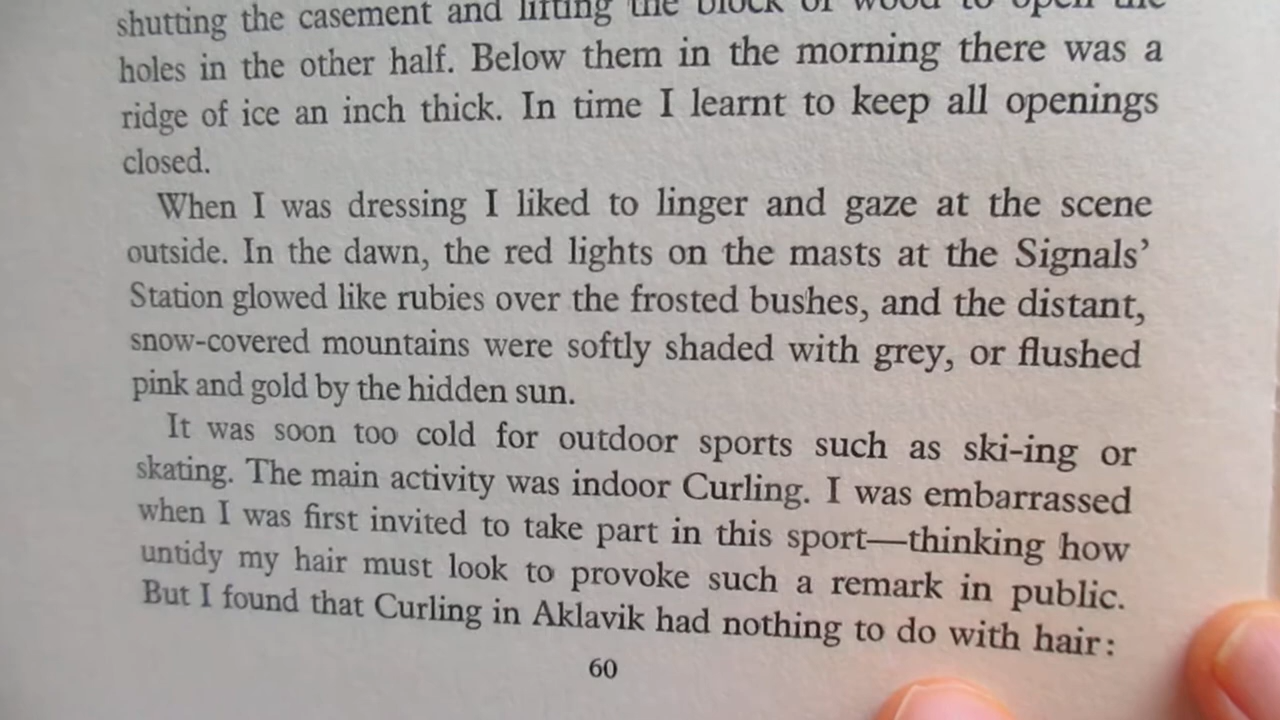 shutting the casement and lifting the block of wood to open the
holes in the other half. Below them in the morning there was a
ridge of ice an inch thick. In time I learnt to keep all openings
closed.
When I was dressing I liked to linger and gaze at the scene
outside. In the dawn, the red lights on the masts at the Signals’
Station glowed like rubies over the frosted bushes, and the distant,
snow-covered mountains were softly shaded with grey, or flushed
pink and gold by the hidden sun.
It was soon too cold for outdoor sports such as ski-ing or
skating. The main activity was indoor Curling. I was embarrassed
when I was first invited to take part in this sport—thinking how
untidy my hair must look to provoke such a remark in public.
But I found that Curling in Aklavik had nothing to do with hair:
60